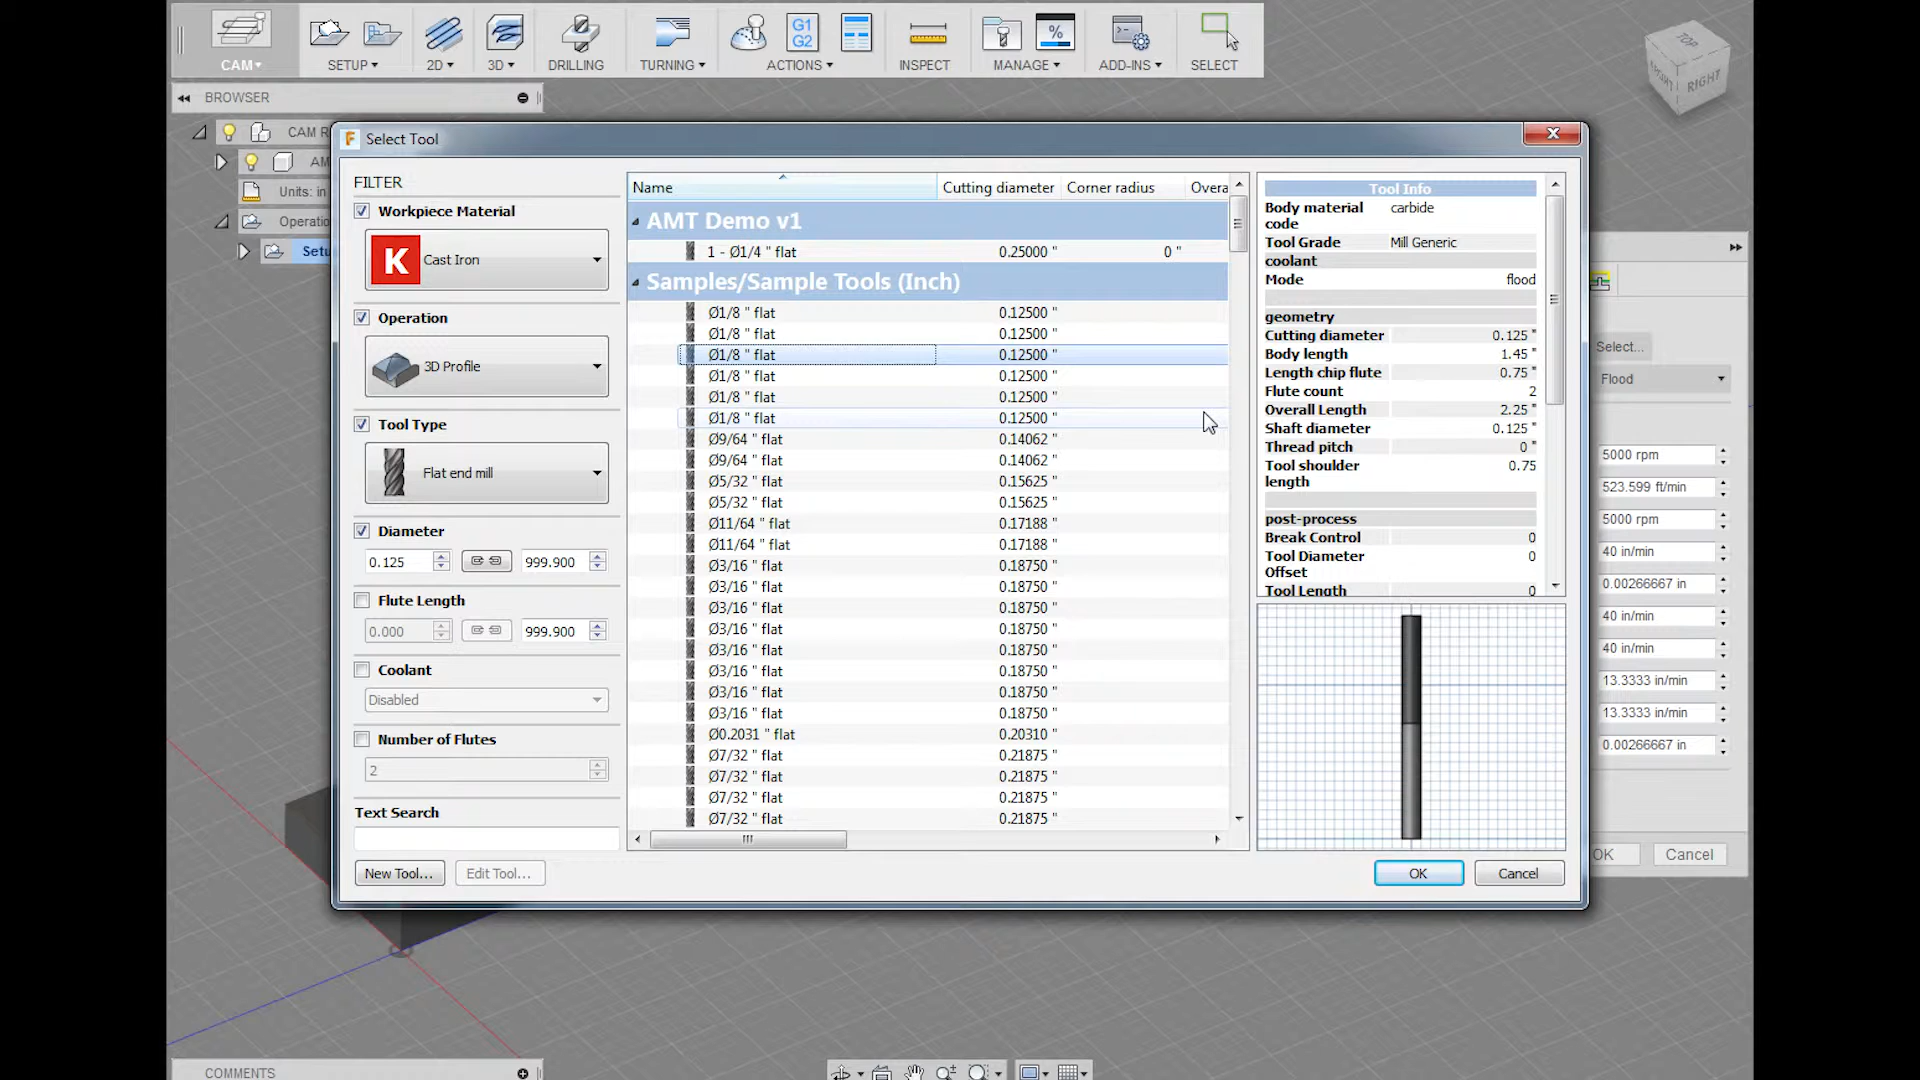 CAM
SETUP
2D
3D
DRILLING
TURNING
G1
G2
ACTIONS
INSPECT
%
MANAGE
ADD-INS
SELECT
TOP
RIGHT
BROWSER
CAM R
AM
Units: in
Operation
Setu
Select Tool
FILTER
Workpiece Material
K
Cast Iron
Operation
3D Profile
Tool Type
Flat end mill
Diameter
0.125 999.900
Flute Length
0.000 999.900
Coolant
Disabled
Number of Flutes
2
Text Search
New Tool... Edit Tool...
Name Cutting diameter Corner radius Overa
AMT Demo v1
1 - Ø1/4 " flat 0.25000 " 0 "
Samples/Sample Tools (Inch)
Ø1/8 " flat 0.12500 "
Ø1/8 " flat 0.12500 "
Ø1/8 " flat 0.12500 "
Ø1/8 " flat 0.12500 "
Ø1/8 " flat 0.12500 "
Ø1/8 " flat 0.12500 "
Ø9/64 " flat 0.14062 "
Ø9/64 " flat 0.14062 "
Ø5/32 " flat 0.15625 "
Ø5/32 " flat 0.15625 "
Ø11/64 " flat 0.17188 "
Ø11/64 " flat 0.17188 "
Ø3/16 " flat 0.18750 "
Ø3/16 " flat 0.18750 "
Ø3/16 " flat 0.18750 "
Ø3/16 " flat 0.18750 "
Ø3/16 " flat 0.18750 "
Ø3/16 " flat 0.18750 "
Ø3/16 " flat 0.18750 "
Ø3/16 " flat 0.18750 "
Ø0.2031 " flat 0.20310 "
Ø7/32 " flat 0.21875 "
Ø7/32 " flat 0.21875 "
Ø7/32 " flat 0.21875 "
Ø7/32 " flat 0.21875 "
Tool Info
Body material carbide
code
Tool Grade Mill Generic
coolant
Mode flood
geometry
Cutting diameter 0.125 "
Body length 1.45 "
Length chip flute 0.75 "
Flute count 2
Overall Length 2.25 "
Shaft diameter 0.125 "
Thread pitch 0 "
Tool shoulder 0.75
length
post-process
Break Control 0
Tool Diameter 0
Offset
Tool Length 0
OK Cancel
Select...
Flood
5000 rpm
523.599 ft/min
5000 rpm
40 in/min
0.00266667 in
40 in/min
40 in/min
13.3333 in/min
13.3333 in/min
0.00266667 in
OK Cancel
COMMENTS